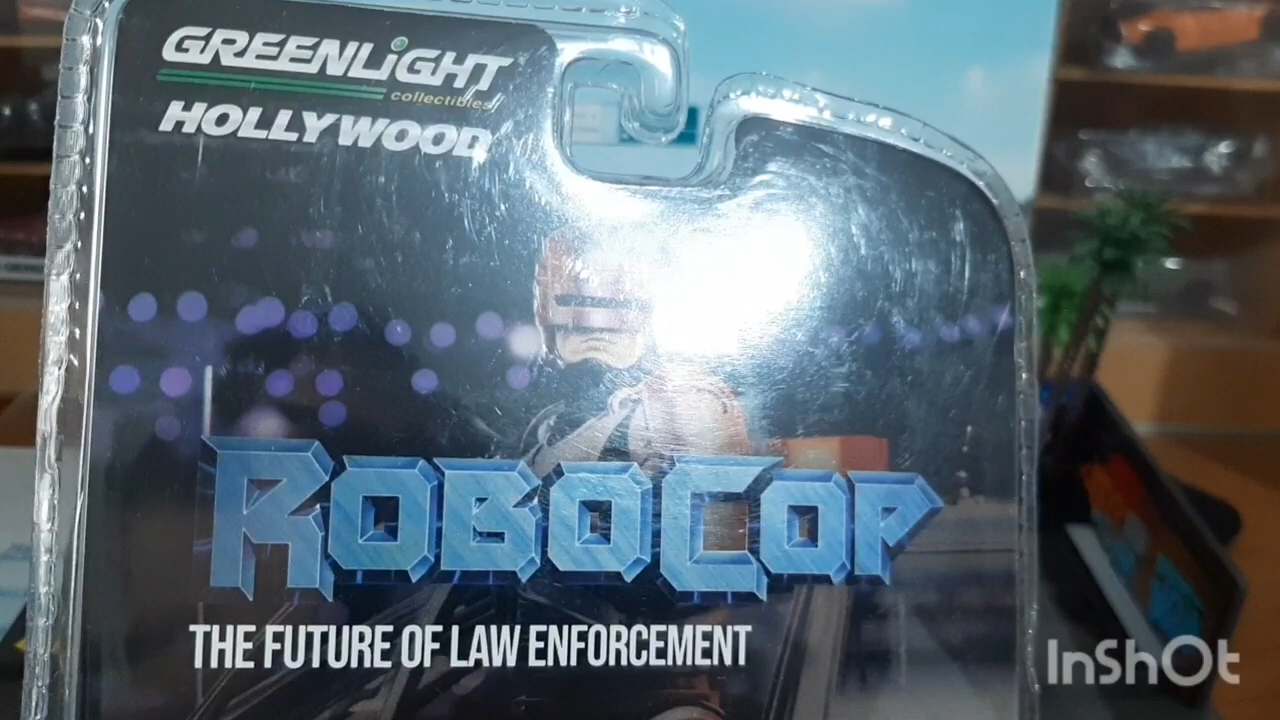 GREENLiGHT
collectibles
HOLLYWOOD
ROBOCOP
THE FUTURE OF LAW ENFORCEMENT
InShOt